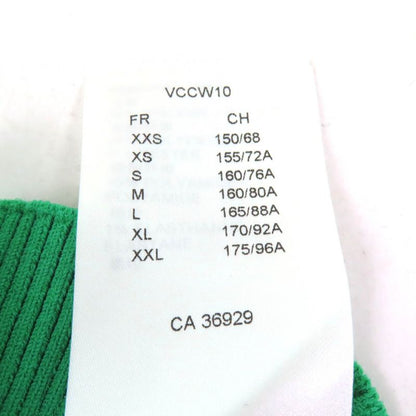 VCCW10
FR CH
XXS 150/68
XS 155/72A
S 160/76A
M 160/80A
L 165/88A
XL 170/92A
XXL 175/96A
CA 36929